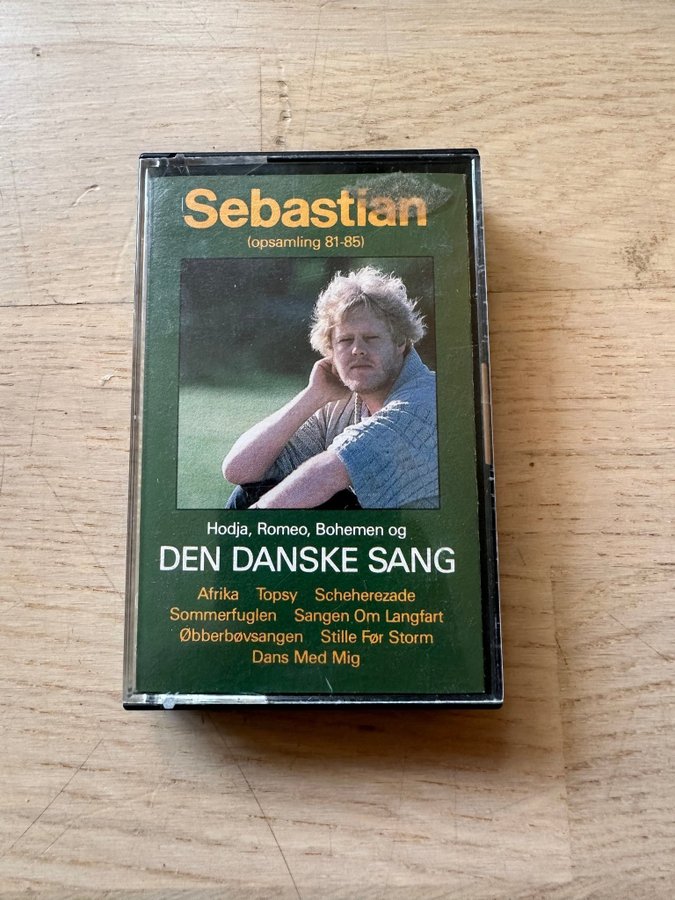 Sebastian
(opsamling 81-85)
Hodja, Romeo, Bohemen og
DEN DANSKE SANG
Afrika Topsy Scheherezade
Sommerfuglen Sangen Om Langfart
Øbberbøvsangen Stille Før Storm
Dans Med Mig